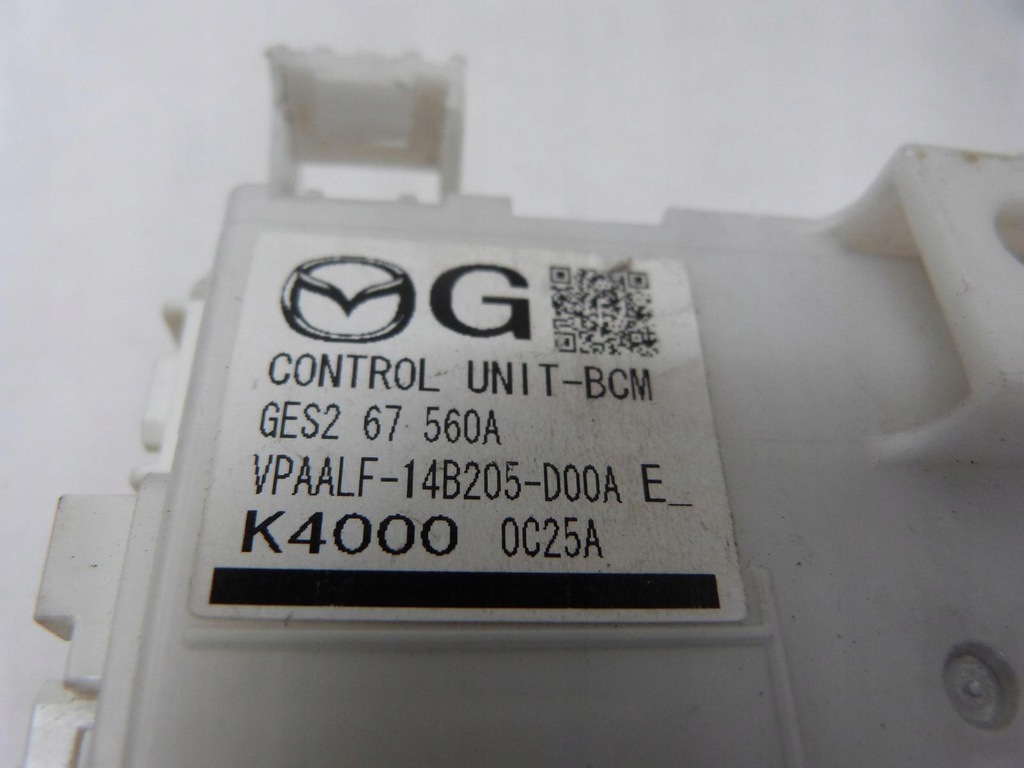 G
CONTROL UNIT-BCM
GES2 67 560A
VPAALF-14B205-D00A E_
K4000 0C25A